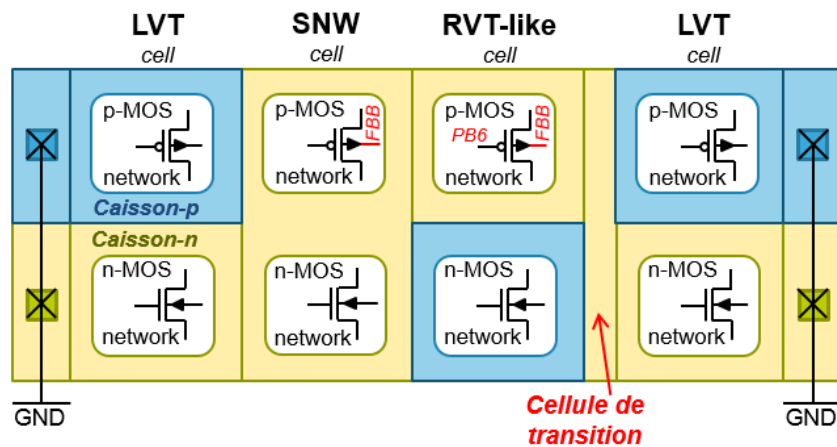 LVT SNW RVT-like LVT
cell cell cell cell
p-MOS p-MOS p-MOS p-MOS
FBB PB6 FBB
network network network network
Caisson-p
Caisson-n
n-MOS n-MOS n-MOS n-MOS
network network network network
GND GND
Cellule de
transition